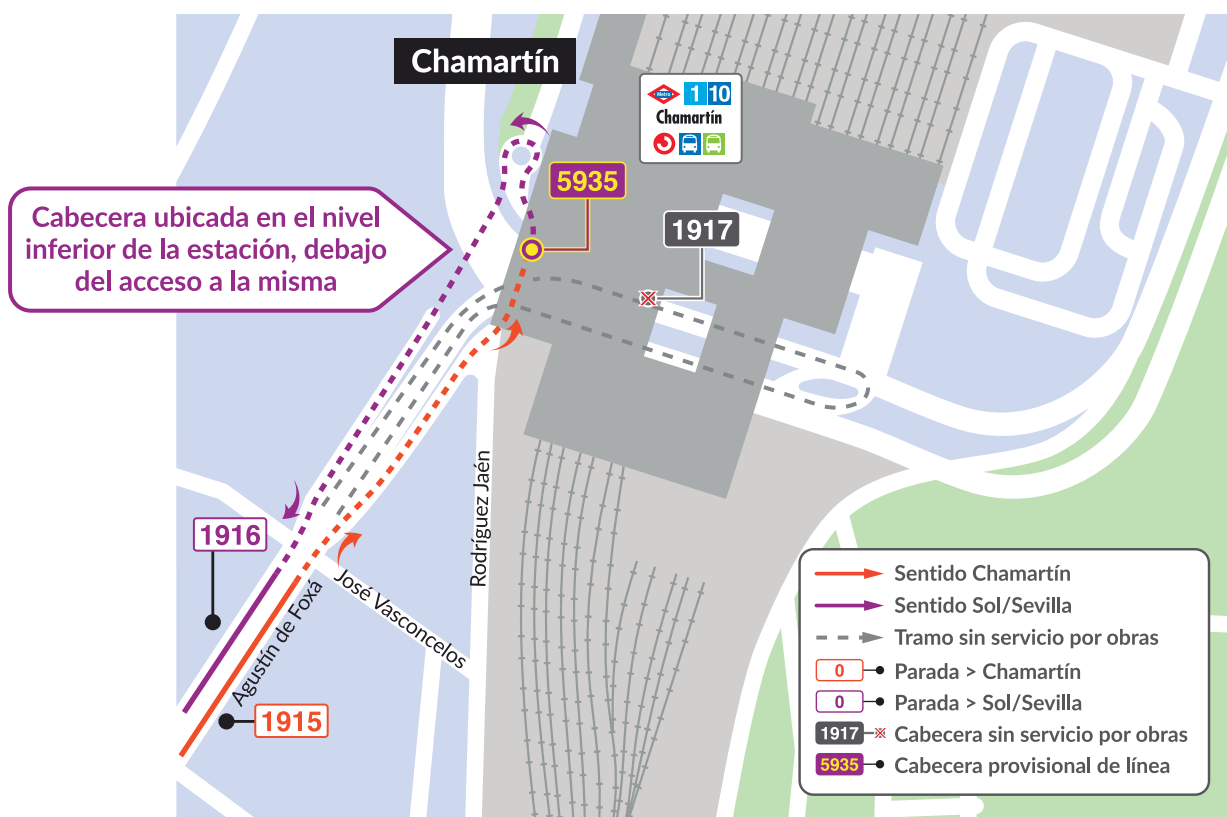 Chamartín
Metro
1 10
Chamartín
5935
1917
Cabecera ubicada en el nivel
inferior de la estación, debajo
del acceso a la misma
1916
1915
Agustín de Foxá
José Vasconcelos
Rodríguez Jaén
Sentido Chamartín
Sentido Sol/Sevilla
Tramo sin servicio por obras
0 Parada > Chamartín
0 Parada > Sol/Sevilla
1917 Cabecera sin servicio por obras
5935 Cabecera provisional de línea